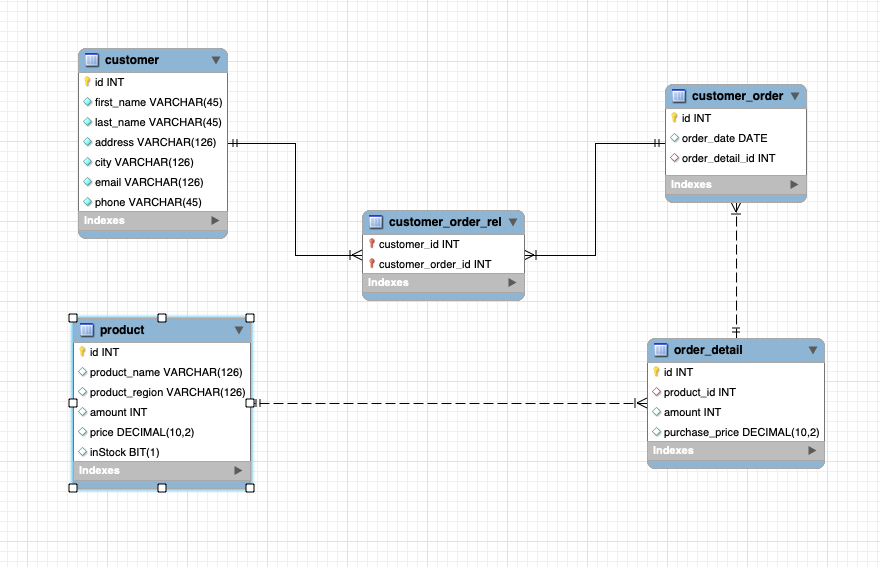 customer
id INT
first_name VARCHAR(45)
last_name VARCHAR(45)
address VARCHAR(126)
city VARCHAR(126)
email VARCHAR(126)
phone VARCHAR(45)
Indexes
customer_order
id INT
order_date DATE
order_detail_id INT
Indexes
customer_order_rel
customer_id INT
customer_order_id INT
Indexes
product
id INT
product_name VARCHAR(126)
product_region VARCHAR(126)
amount INT
price DECIMAL(10,2)
inStock BIT(1)
Indexes
order_detail
id INT
product_id INT
amount INT
purchase_price DECIMAL(10,2)
Indexes